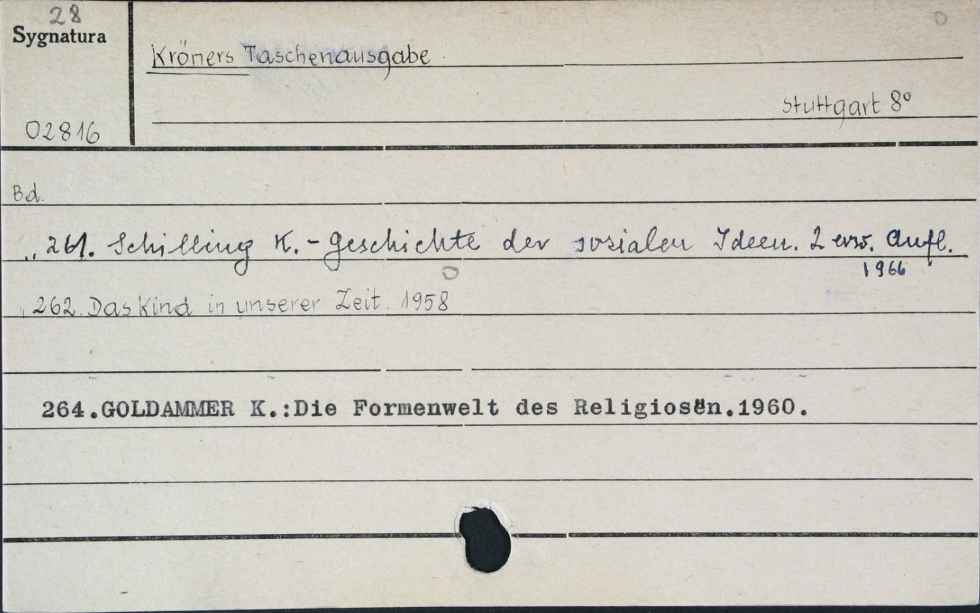 28
Sygnatura
Kröners Taschenausgabe
Stuttgart 8°
02816
Bd.
„ 261. Schilling K. - Geschichte der sozialen Ideen. 2 erw. Aufl.
1966
262. Das Kind in unserer Zeit. 1958
264.GOLDAMMER K.:Die Formenwelt des Religiosen.1960.